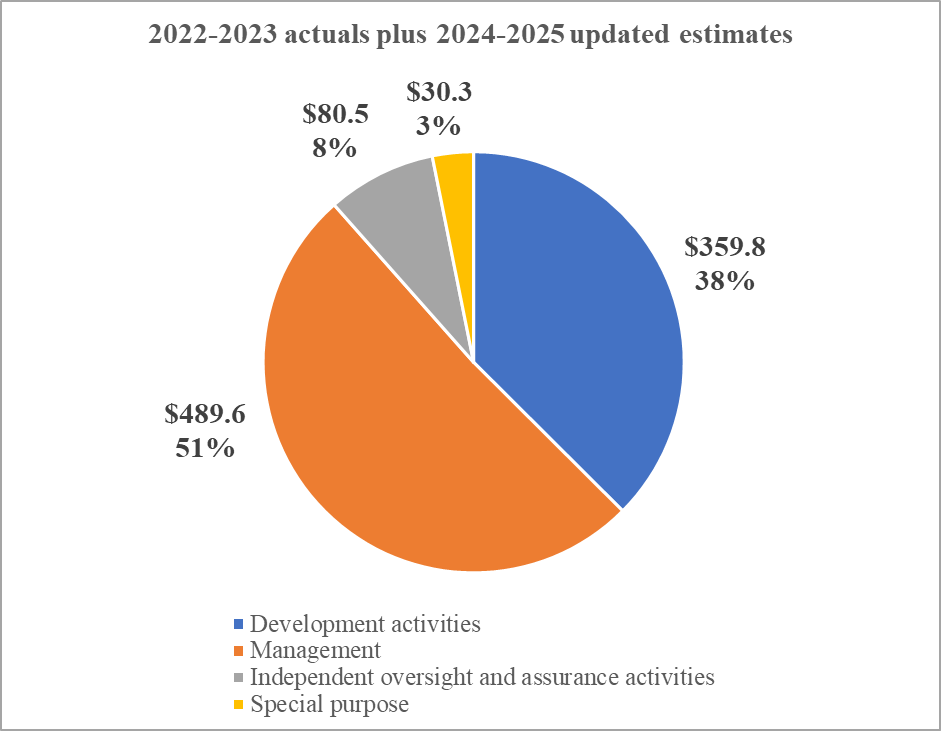 2022-2023 actuals plus 2024-2025 updated estimates
$30.3
3%
$80.5
8%
$359.8
38%
$489.6
51%
Development activities
Management
Independent oversight and assurance activities
Special purpose